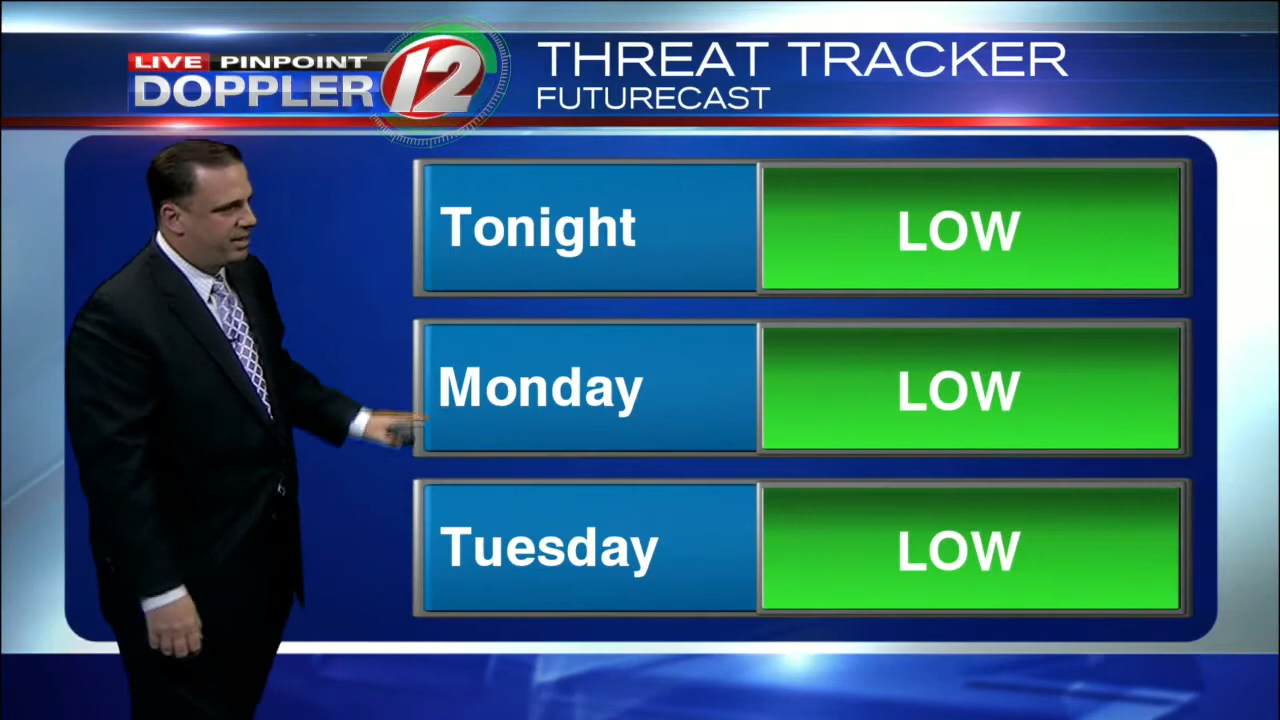 LIVE PINPOINT
DOPPLER 12
THREAT TRACKER
FUTURECAST
Tonight LOW
Monday LOW
Tuesday LOW